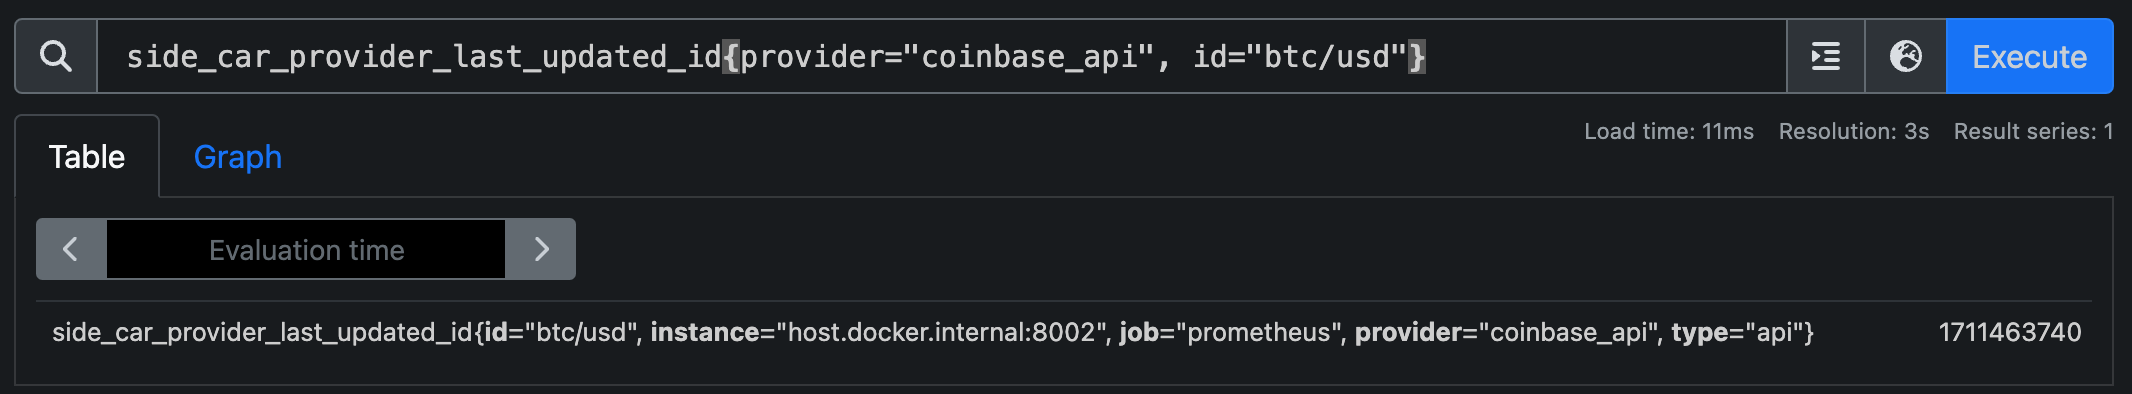 side_car_provider_last_updated_id{provider="coinbase_api", id="btc/usd"}
Execute
Table
Graph
Load time: 11ms Resolution: 3s Result series: 1
Evaluation time
side_car_provider_last_updated_id{id="btc/usd", instance="host.docker.internal:8002", job="prometheus", provider="coinbase_api", type="api"} 1711463740